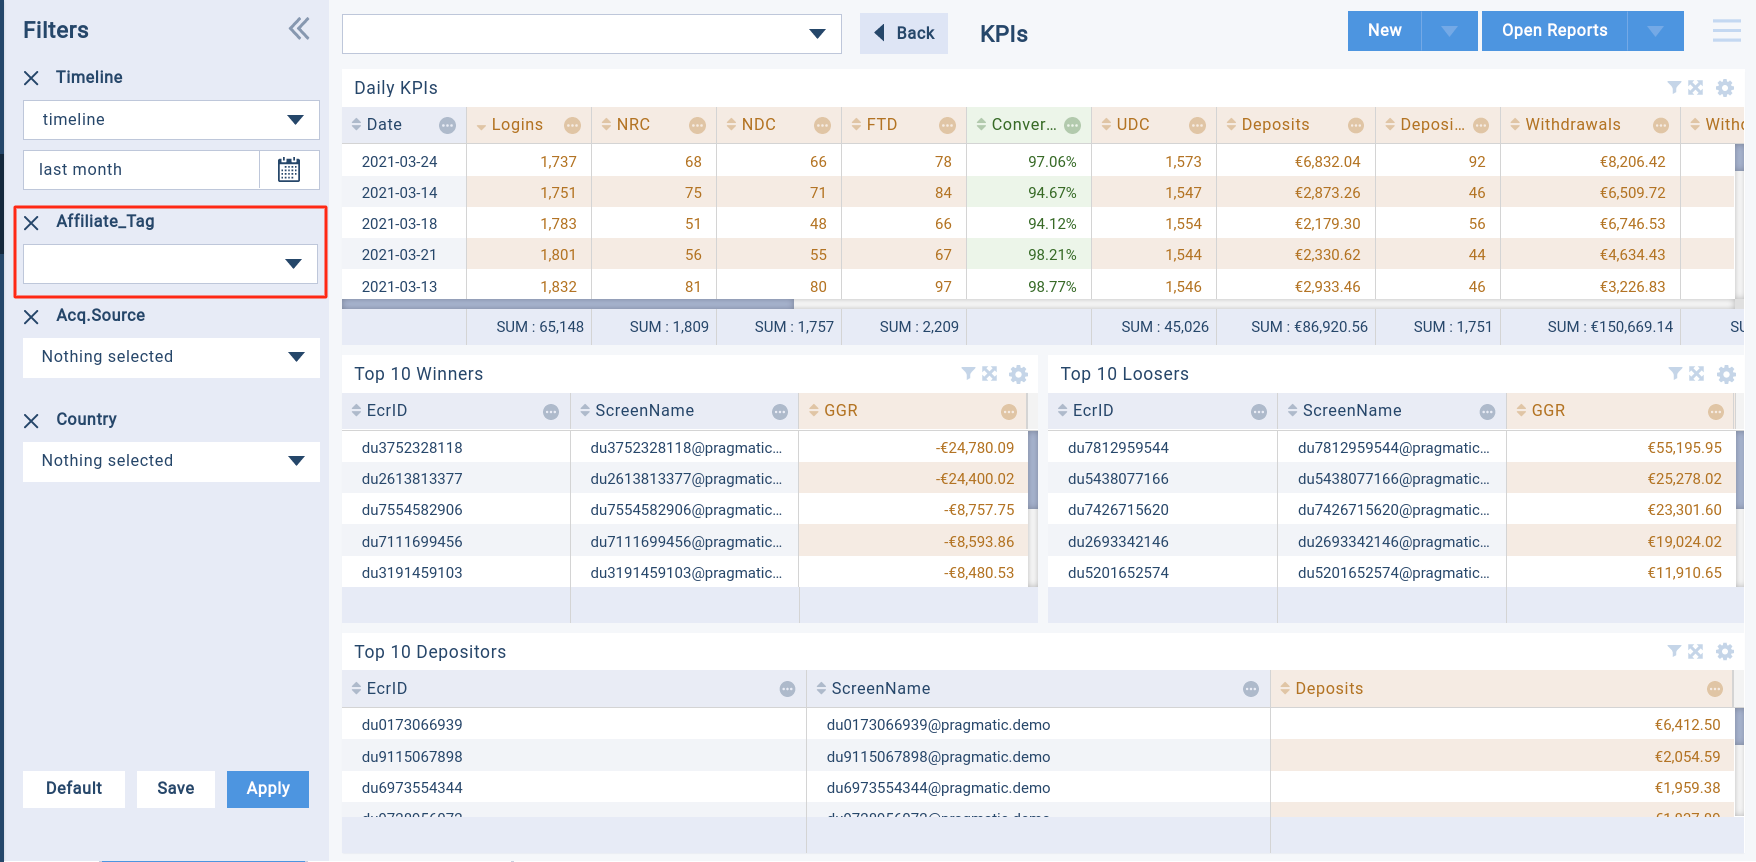 Filters
Timeline
timeline
last month
Affiliate_Tag
Acq.Source
Nothing selected
Country
Nothing selected
Default Save Apply
Back KPIs New Open Reports
Daily KPIs
Date Logins NRC NDC FTD Conver... UDC Deposits Deposi... Withdrawals
2021-03-24 1,737 68 66 78 97.06% 1,573 €6,832.04 92 €8,206.42
2021-03-14 1,751 75 71 84 94.67% 1,547 €2,873.26 46 €6,509.72
2021-03-18 1,783 51 48 66 94.12% 1,554 €2,179.30 56 €6,746.53
2021-03-21 1,801 56 55 67 98.21% 1,544 €2,330.62 44 €4,634.43
2021-03-13 1,832 81 80 97 98.77% 1,546 €2,933.46 46 €3,226.83
SUM : 65,148 SUM : 1,809 SUM : 1,757 SUM : 2,209 SUM : 45,026 SUM : €86,920.56 SUM : 1,751 SUM : €150,669.14
Top 10 Winners
EcrID ScreenName GGR
du3752328118 du3752328118@pragmatic... -€24,780.09
du2613813377 du2613813377@pragmatic... -€24,400.02
du7554582906 du7554582906@pragmatic... -€8,757.75
du7111699456 du7111699456@pragmatic... -€8,593.86
du3191459103 du3191459103@pragmatic... -€8,480.53
Top 10 Loosers
EcrID ScreenName GGR
du7812959544 du7812959544@pragmatic... €55,195.95
du5438077166 du5438077166@pragmatic... €25,278.02
du7426715620 du7426715620@pragmatic... €23,301.60
du2693342146 du2693342146@pragmatic... €19,024.02
du5201652574 du5201652574@pragmatic... €11,910.65
Top 10 Depositors
EcrID ScreenName Deposits
du0173066939 du0173066939@pragmatic.demo €6,412.50
du9115067898 du9115067898@pragmatic.demo €2,054.59
du6973554344 du6973554344@pragmatic.demo €1,959.38